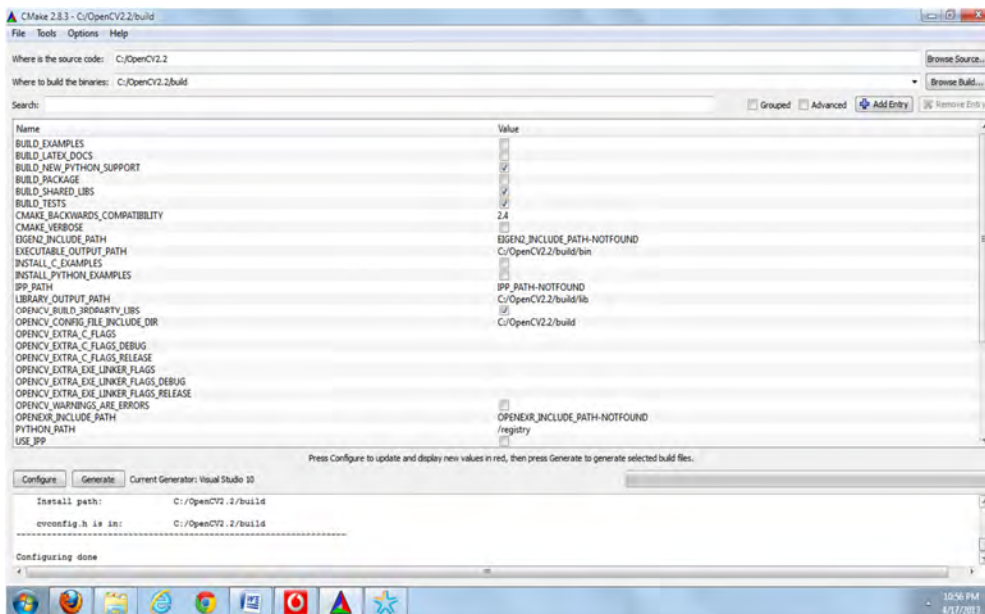 CMake 2.8.3 - C:/OpenCV2.2/build
File Tools Options Help
Where is the source code: C:/OpenCV2.2 Browse Source...
Where to build the binaries: C:/OpenCV2.2/build Browse Build...
Search: Grouped Advanced Add Entry Remove Entry
Name Value
BUILD_EXAMPLES
BUILD_LATEX_DOCS
BUILD_NEW_PYTHON_SUPPORT
BUILD_PACKAGE
BUILD_SHARED_LIBS
BUILD_TESTS
CMAKE_BACKWARDS_COMPATIBILITY 2.4
CMAKE_VERBOSE
EIGEN2_INCLUDE_PATH EIGEN2_INCLUDE_PATH-NOTFOUND
EXECUTABLE_OUTPUT_PATH C:/OpenCV2.2/build/bin
INSTALL_C_EXAMPLES
INSTALL_PYTHON_EXAMPLES
IPP_PATH IPP_PATH-NOTFOUND
LIBRARY_OUTPUT_PATH C:/OpenCV2.2/build/lib
OPENCV_BUILD_3RDPARTY_LIBS
OPENCV_CONFIG_FILE_INCLUDE_DIR C:/OpenCV2.2/build
OPENCV_EXTRA_C_FLAGS
OPENCV_EXTRA_C_FLAGS_DEBUG
OPENCV_EXTRA_C_FLAGS_RELEASE
OPENCV_EXTRA_EXE_LINKER_FLAGS
OPENCV_EXTRA_EXE_LINKER_FLAGS_DEBUG
OPENCV_EXTRA_EXE_LINKER_FLAGS_RELEASE
OPENCV_WARNINGS_ARE_ERRORS
OPENEXR_INCLUDE_PATH OPENEXR_INCLUDE_PATH-NOTFOUND
PYTHON_PATH /registry
USE_IPP
Press Configure to update and display new values in red, then press Generate to generate selected build files.
Configure Generate Current Generator: Visual Studio 10
Install path: C:/OpenCV2.2/build
cvconfig.h is in: C:/OpenCV2.2/build
Configuring done
10:56 PM
4/17/2013